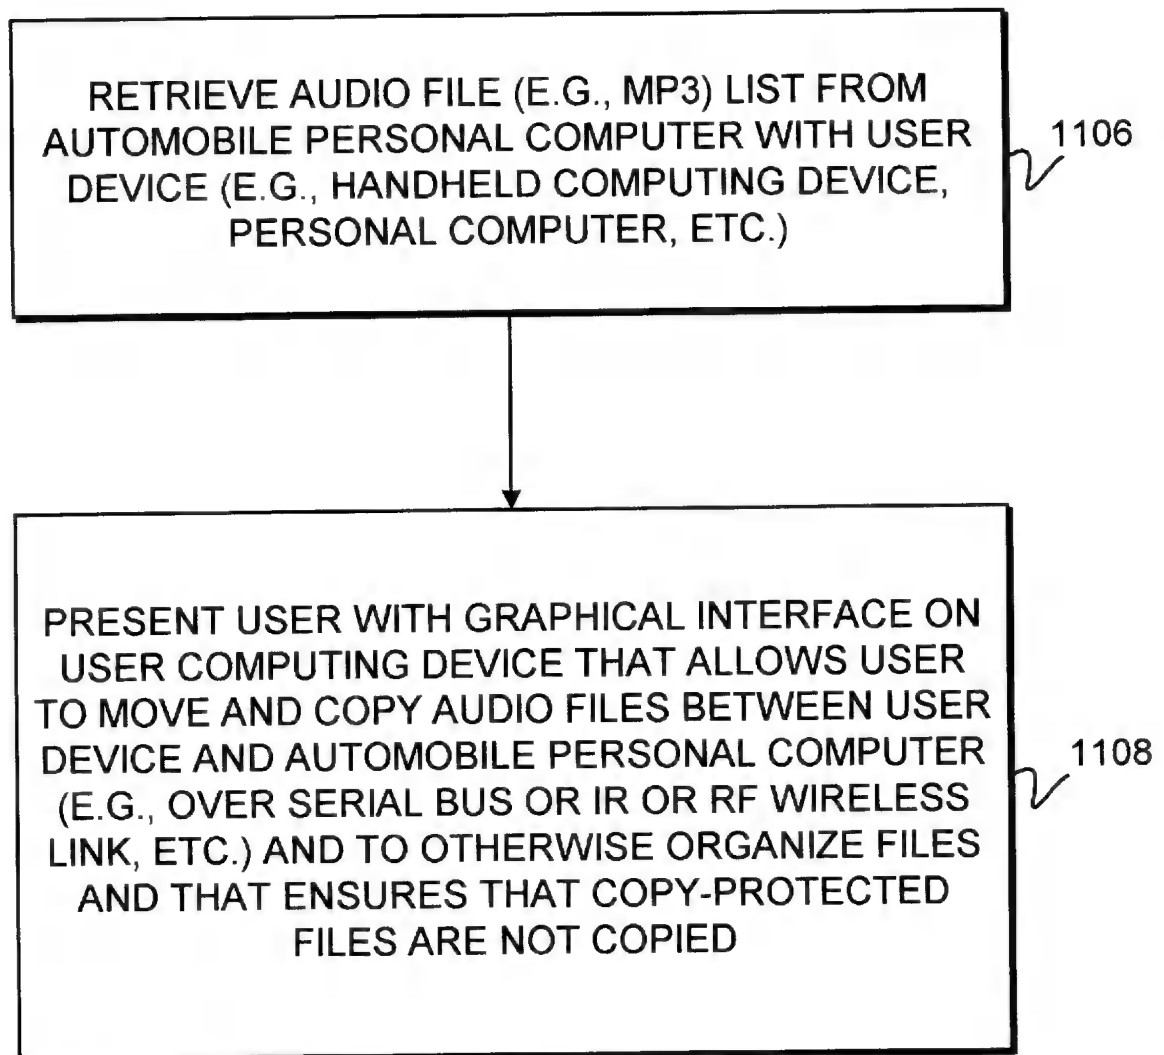 RETRIEVE AUDIO FILE (E.G., MP3) LIST FROM
AUTOMOBILE PERSONAL COMPUTER WITH USER
DEVICE (E.G., HANDHELD COMPUTING DEVICE,
PERSONAL COMPUTER, ETC.)
1106
PRESENT USER WITH GRAPHICAL INTERFACE ON
USER COMPUTING DEVICE THAT ALLOWS USER
TO MOVE AND COPY AUDIO FILES BETWEEN USER
DEVICE AND AUTOMOBILE PERSONAL COMPUTER
(E.G., OVER SERIAL BUS OR IR OR RF WIRELESS
LINK, ETC.) AND TO OTHERWISE ORGANIZE FILES
AND THAT ENSURES THAT COPY-PROTECTED
FILES ARE NOT COPIED
1108